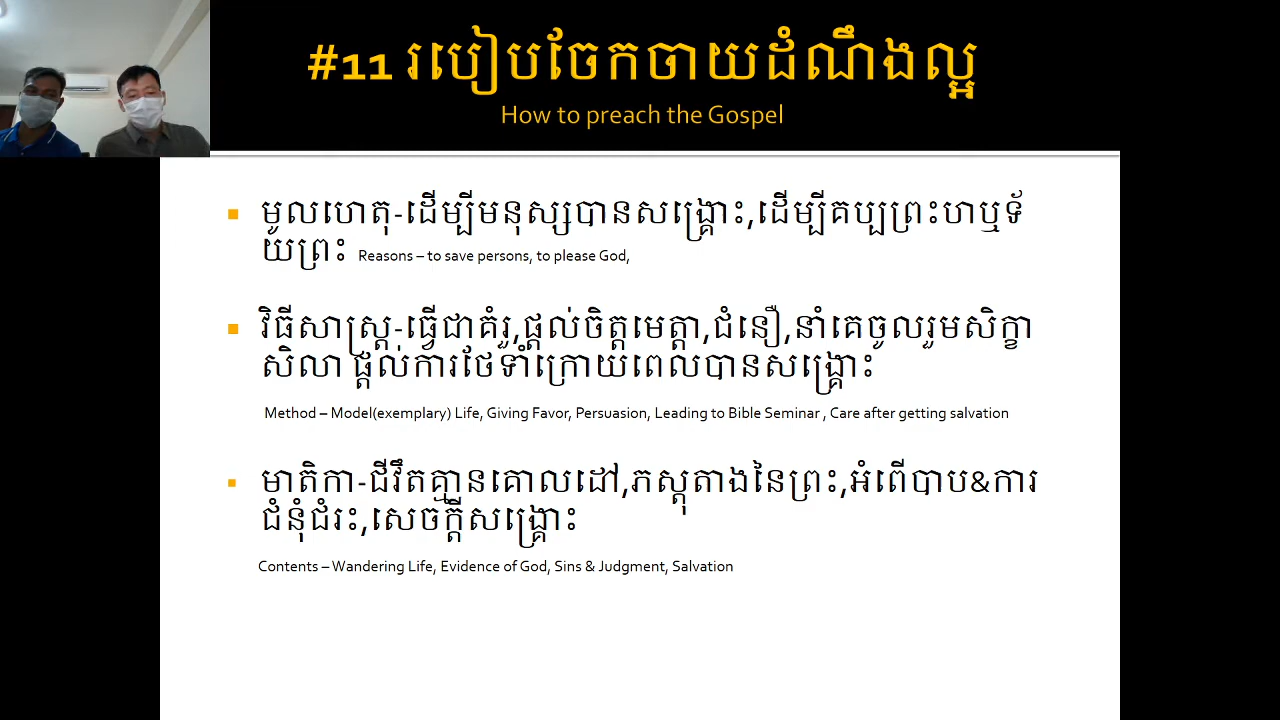 #11 របៀបចែកចាយដំណឹងល្អ
How to preach the Gospel
មូលហេតុ-ដើម្បីមនុស្សបានសង្គ្រោះ,ដើម្បីគប្បព្រះហឬទ័
យព្រះ Reasons – to save persons, to please God,
វិធីសាស្ត្រ-ធ្វើជាគំរួ,ផ្តល់ចិត្តមេត្តា,ជំនឿ,នាំគេចូលរួមសិក្ខា
សិលា ផ្តល់ការថែទាំក្រោយពេលបានសង្គ្រោះ
Method – Model(exemplary) Life, Giving Favor, Persuasion, Leading to Bible Seminar , Care after getting salvation
មាតិកា-ជីវឹតគ្មានគោលដៅ,ភស្តុតាងនៃព្រះ,អំពើបាប&ការ
ជំនុំជំរះ,សេចក្តីសង្គ្រោះ
Contents – Wandering Life, Evidence of God, Sins & Judgment, Salvation